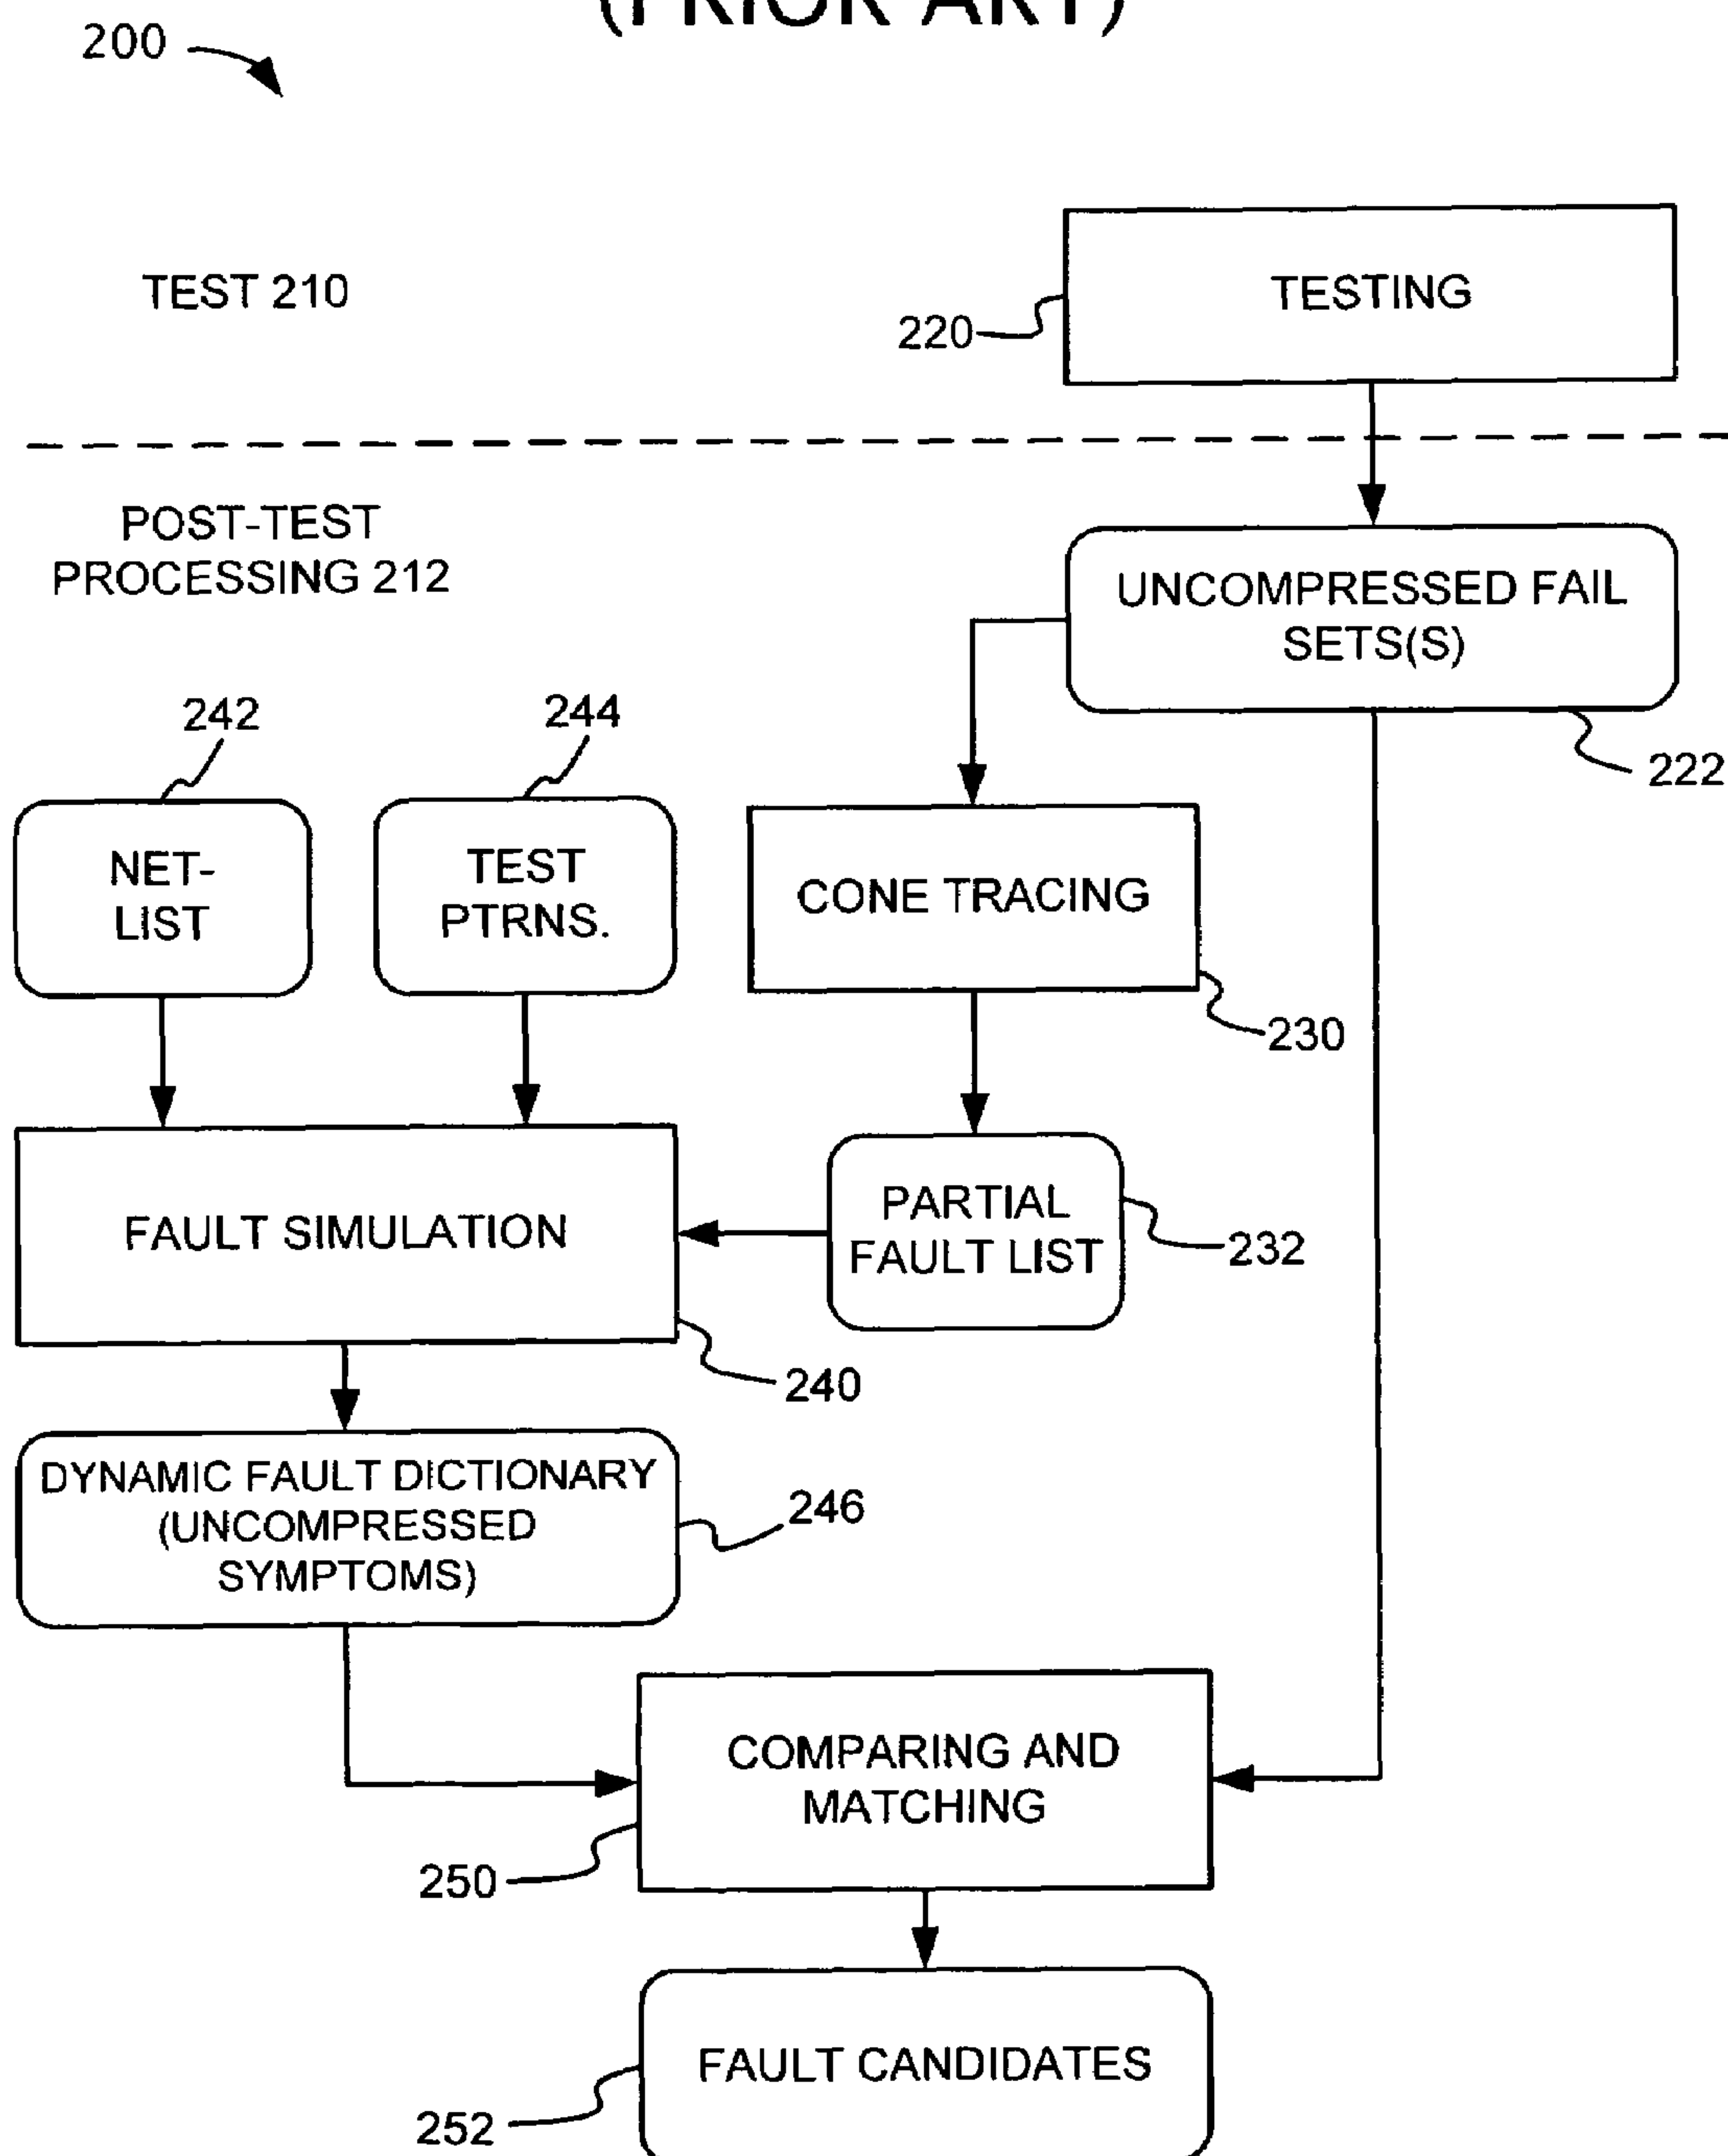 (PRIOR ART)
200
TEST 210
TESTING
220
POST-TEST
PROCESSING 212
UNCOMPRESSED FAIL
SETS(S)
222
242
244
NET-
LIST
TEST
PTRNS.
CONE TRACING
230
FAULT SIMULATION
PARTIAL
FAULT LIST
232
240
DYNAMIC FAULT DICTIONARY
(UNCOMPRESSED
SYMPTOMS)
246
COMPARING AND
MATCHING
250
FAULT CANDIDATES
252